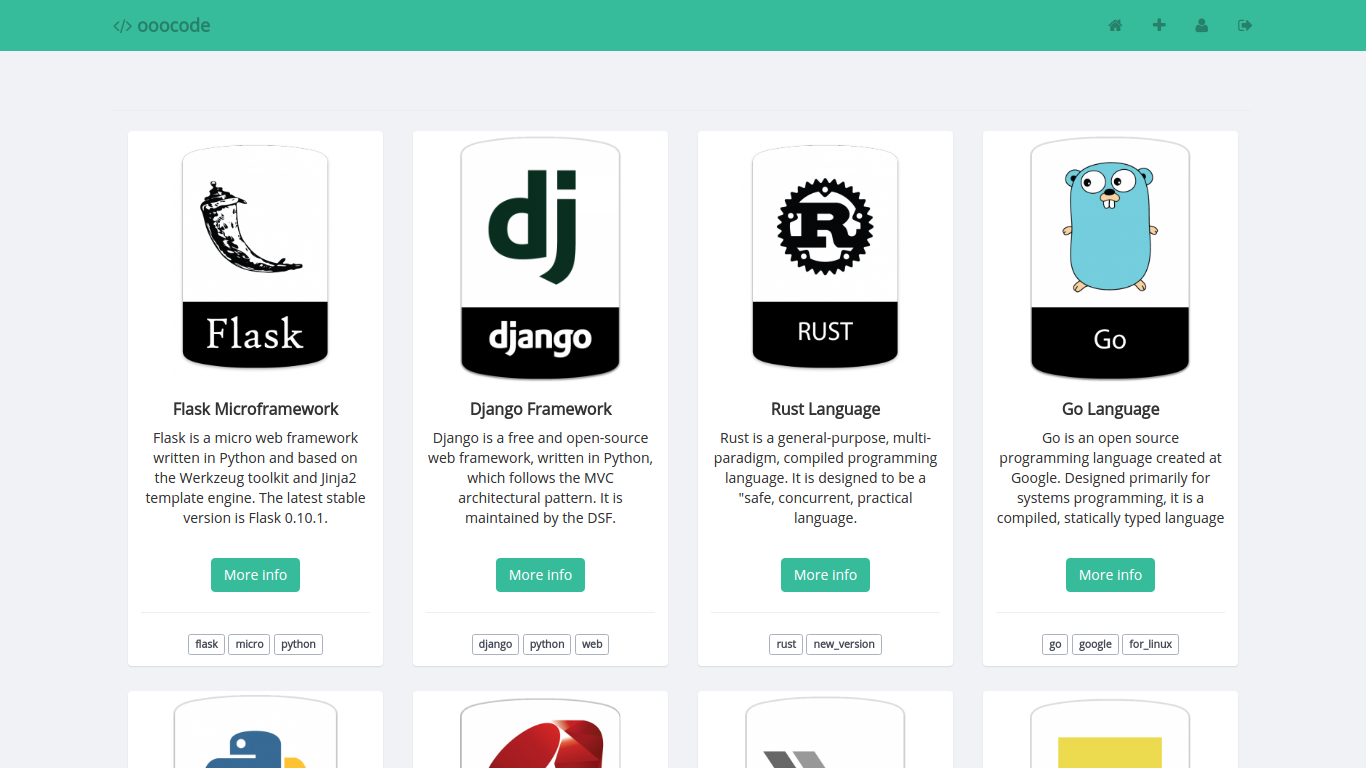 </> ooocode
Flask
django
RUST
Go
Flask Microframework
Flask is a micro web framework
written in Python and based on
the Werkzeug toolkit and Jinja2
template engine. The latest stable
version is Flask 0.10.1.
More info
flask micro python
Django Framework
Django is a free and open-source
web framework, written in Python,
which follows the MVC
architectural pattern. It is
maintained by the DSF.
More info
django python web
Rust Language
Rust is a general-purpose, multi-
paradigm, compiled programming
language. It is designed to be a
"safe, concurrent, practical
language.
More info
rust new_version
Go Language
Go is an open source
programming language created at
Google. Designed primarily for
systems programming, it is a
compiled, statically typed language
More info
go google for_linux